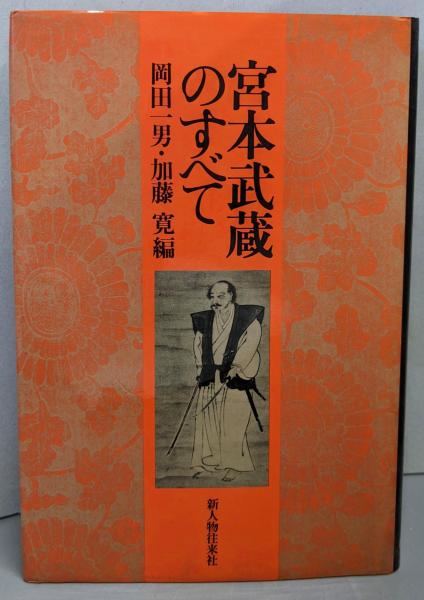 宮本武蔵
のすべて
岡田一男・加藤 寛編
新人物往来社